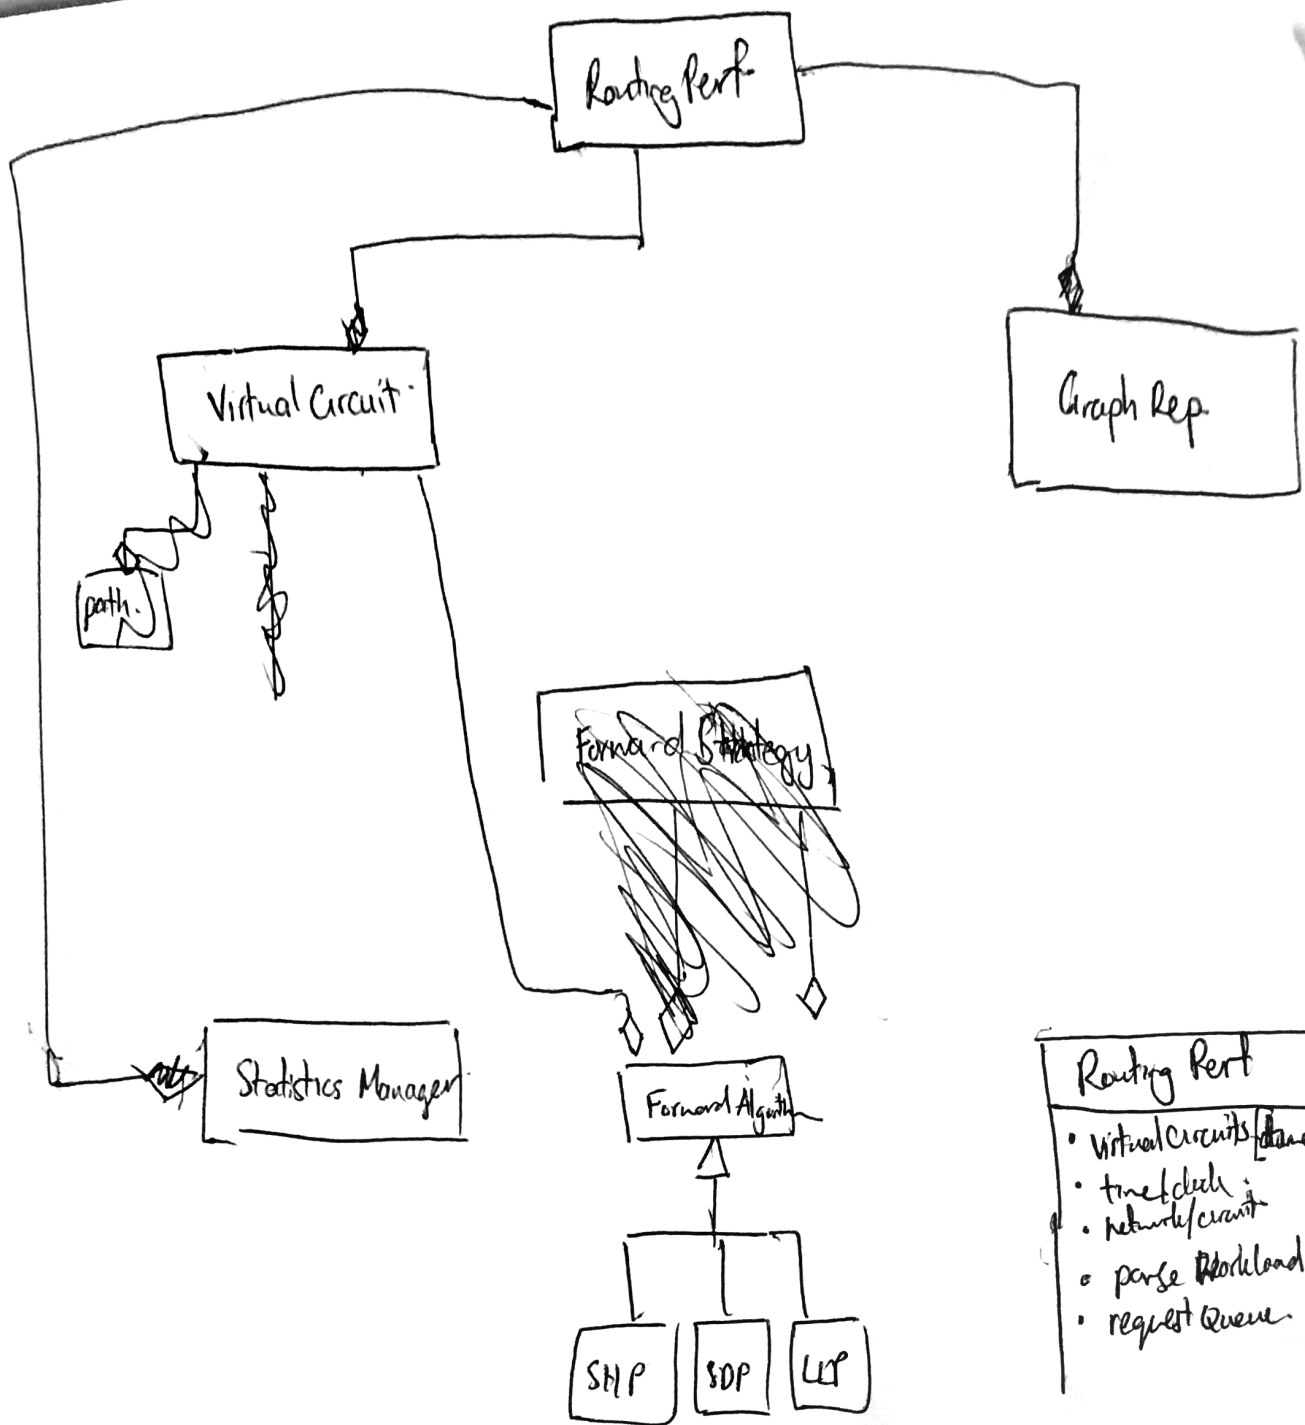 Routing Perf.
Virtual Circuit
Graph Rep.
path.
Forward Strategy
Statistics Manager
Forward Algorith
Routing Perf
• virtual circuits
• time/clock
• network/circuit
• parse Workload
• request Queue.
SHP
SDP
LLP